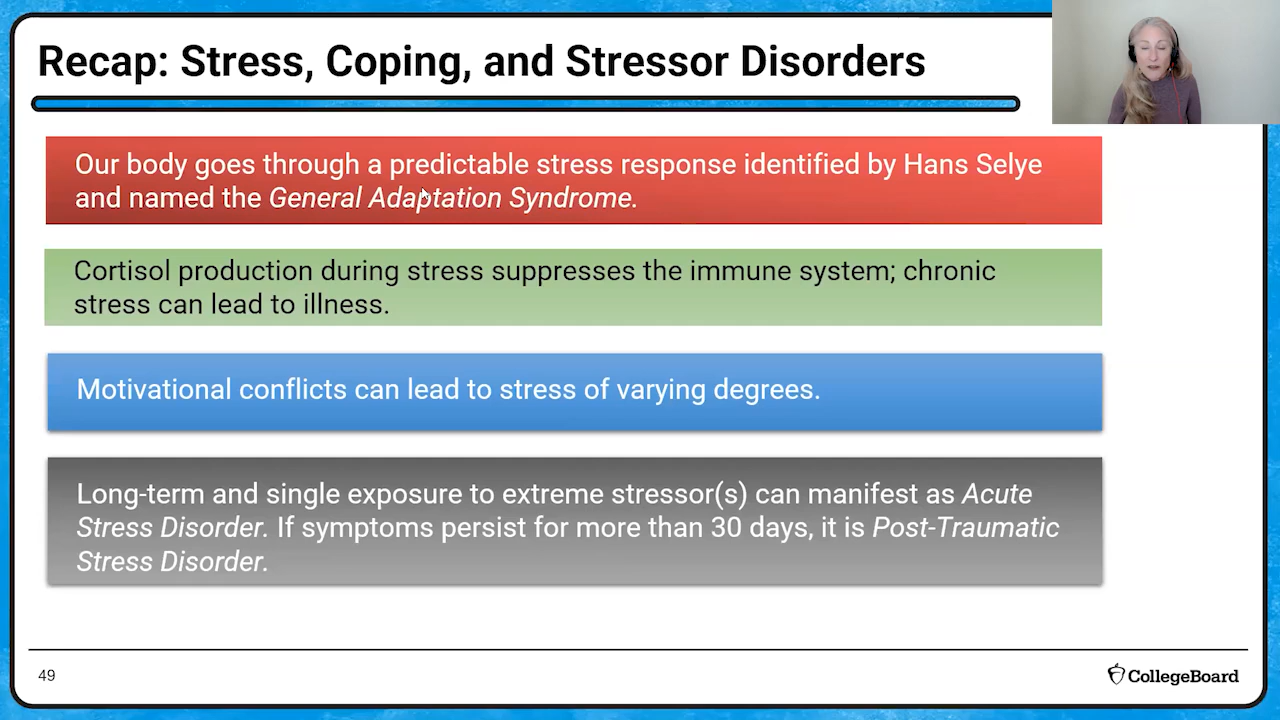 Recap: Stress, Coping, and Stressor Disorders
Our body goes through a predictable stress response identified by Hans Selye
and named the General Adaptation Syndrome.
Cortisol production during stress suppresses the immune system; chronic
stress can lead to illness.
Motivational conflicts can lead to stress of varying degrees.
Long-term and single exposure to extreme stressor(s) can manifest as Acute
Stress Disorder. If symptoms persist for more than 30 days, it is Post-Traumatic
Stress Disorder.
49
CollegeBoard